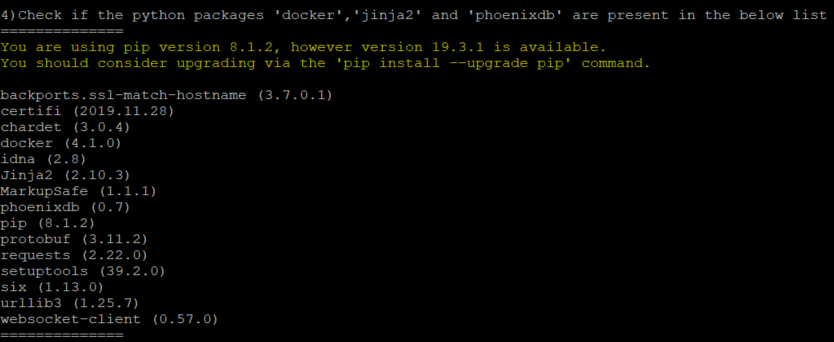 4)Check if the python packages 'docker','jinja2' and 'phoenixdb' are present in the below list
==============
You are using pip version 8.1.2, however version 19.3.1 is available.
You should consider upgrading via the 'pip install --upgrade pip' command.
backports.ssl-match-hostname (3.7.0.1)
certifi (2019.11.28)
chardet (3.0.4)
docker (4.1.0)
idna (2.8)
Jinja2 (2.10.3)
MarkupSafe (1.1.1)
phoenixdb (0.7)
pip (8.1.2)
protobuf (3.11.2)
requests (2.22.0)
setuptools (39.2.0)
six (1.13.0)
urllib3 (1.25.7)
websocket-client (0.57.0)
==============